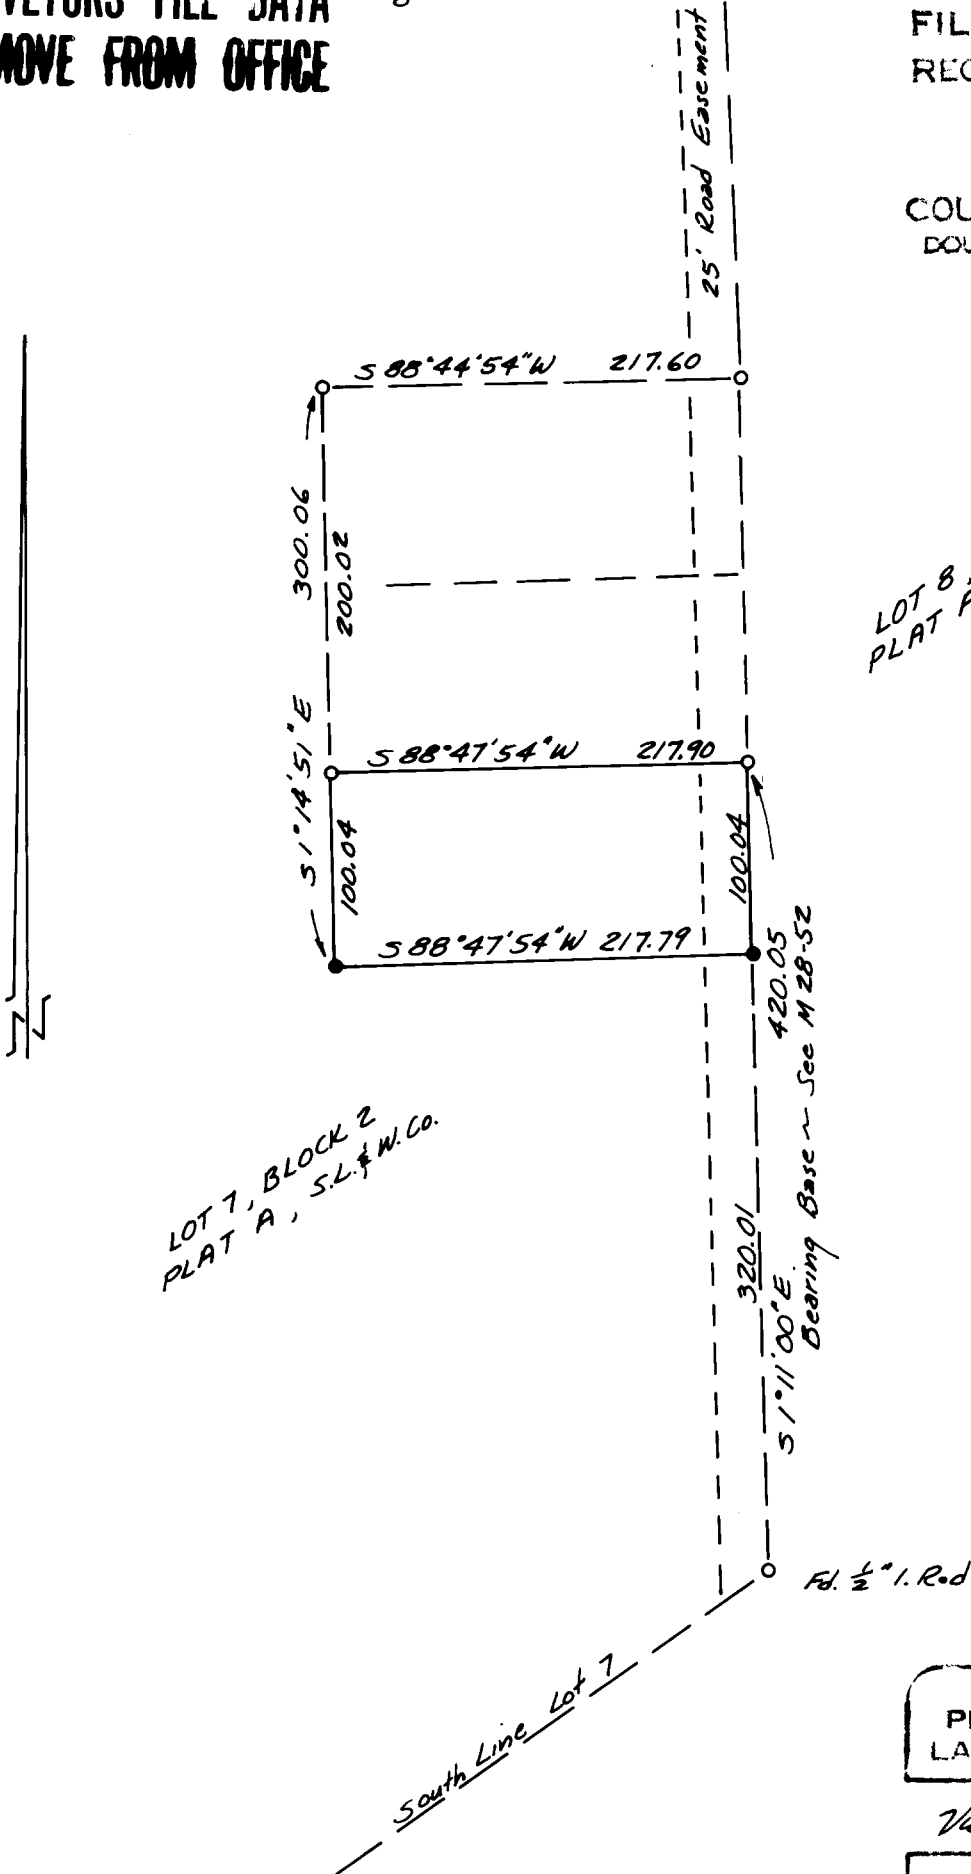 FILE DATA
MOVE FROM OFFICE
25' Road Easement
S 88°44'54"W 217.60
300.06
200.02
S 1°14'51"E
S 88°47'54"W 217.90
100.04
100.04
S 88°47'54"W 217.79
420.05
Bearing Base ~ See M 28-52
LOT 8,
PLAT
LOT 7, BLOCK 2
PLAT A, S.L. & W. Co.
320.01
S 1°11'00"E.
Fd. ½" I. Rod
South Line Lot 7